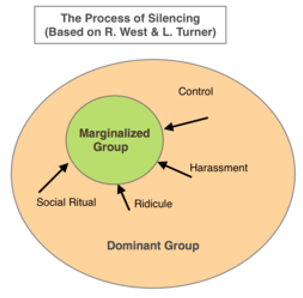 The Process of Silencing
(Based on R. West & L. Turner)
Control
Marginalized
Group
Harassment
Social Ritual
Ridicule
Dominant Group